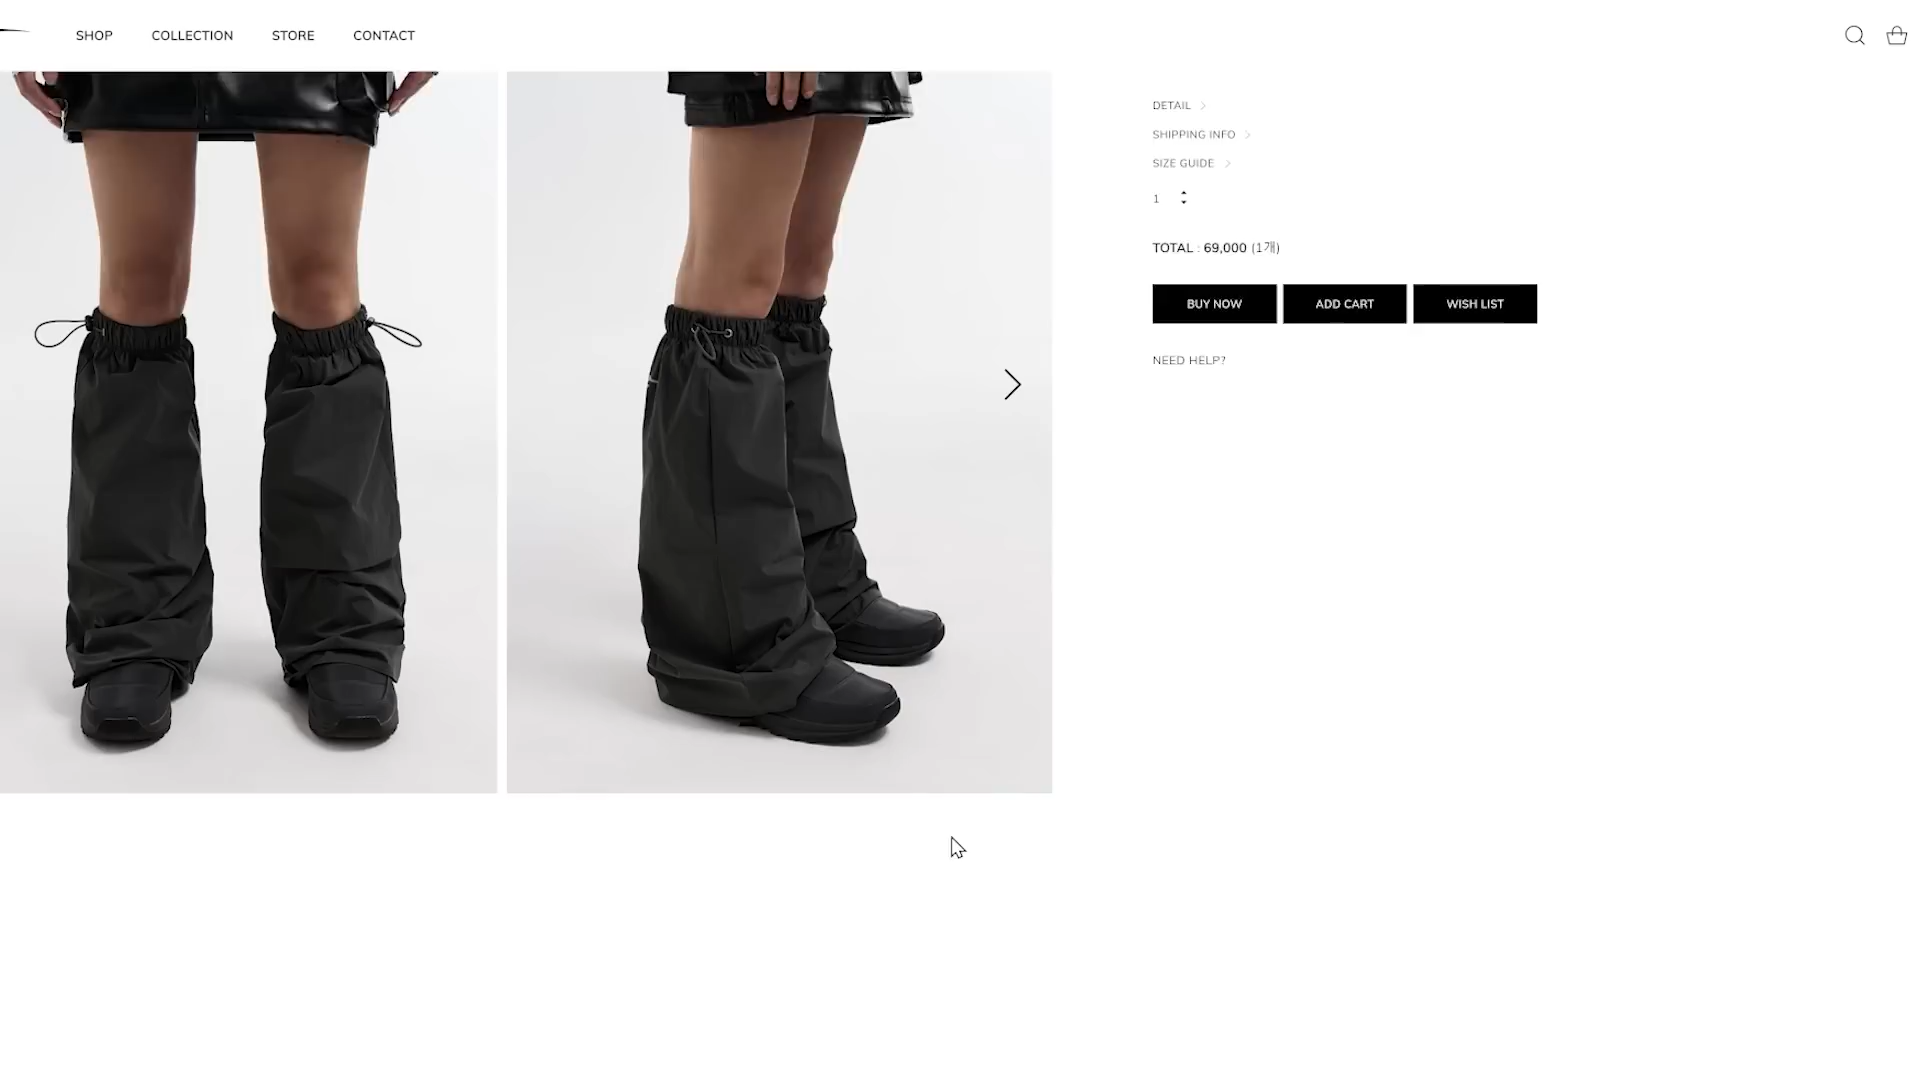 SHOP COLLECTION STORE CONTACT
DETAIL
SHIPPING INFO
SIZE GUIDE
1
TOTAL : 69,000 (1개)
BUY NOW ADD CART WISH LIST
NEED HELP?